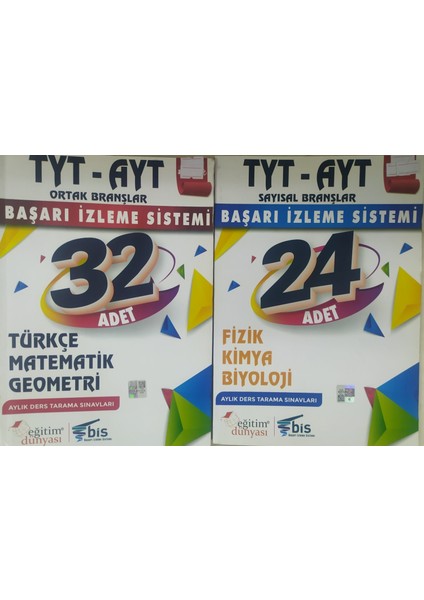 TYT - AYT
ORTAK BRANŞLAR
BAŞARI İZLEME SİSTEMİ
32
ADET
TÜRKÇE
MATEMATİK
GEOMETRİ
AYLIK DERS TARAMA SINAVLARI
eğitim
dünyası
bis
TYT - AYT
SAYISAL BRANŞLAR
BAŞARI İZLEME SİSTEMİ
24
ADET
FİZİK
KİMYA
BİYOLOJİ
AYLIK DERS TARAMA SINAVLARI
eğitim
dünyası
bis